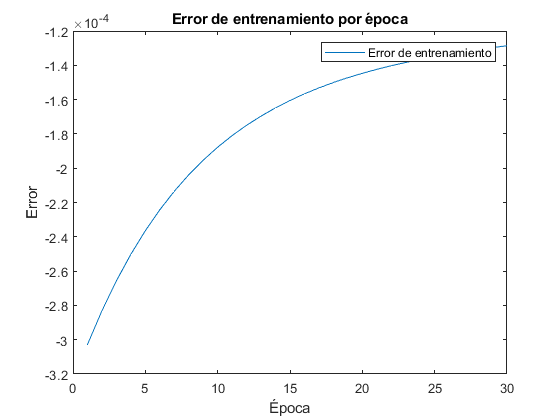 Error de entrenamiento por época
×10-4
Error de entrenamiento
-1.2
-1.4
-1.6
-1.8
-2
-2.2
-2.4
-2.6
-2.8
-3
-3.2
Error
0 5 10 15 20 25 30
Época